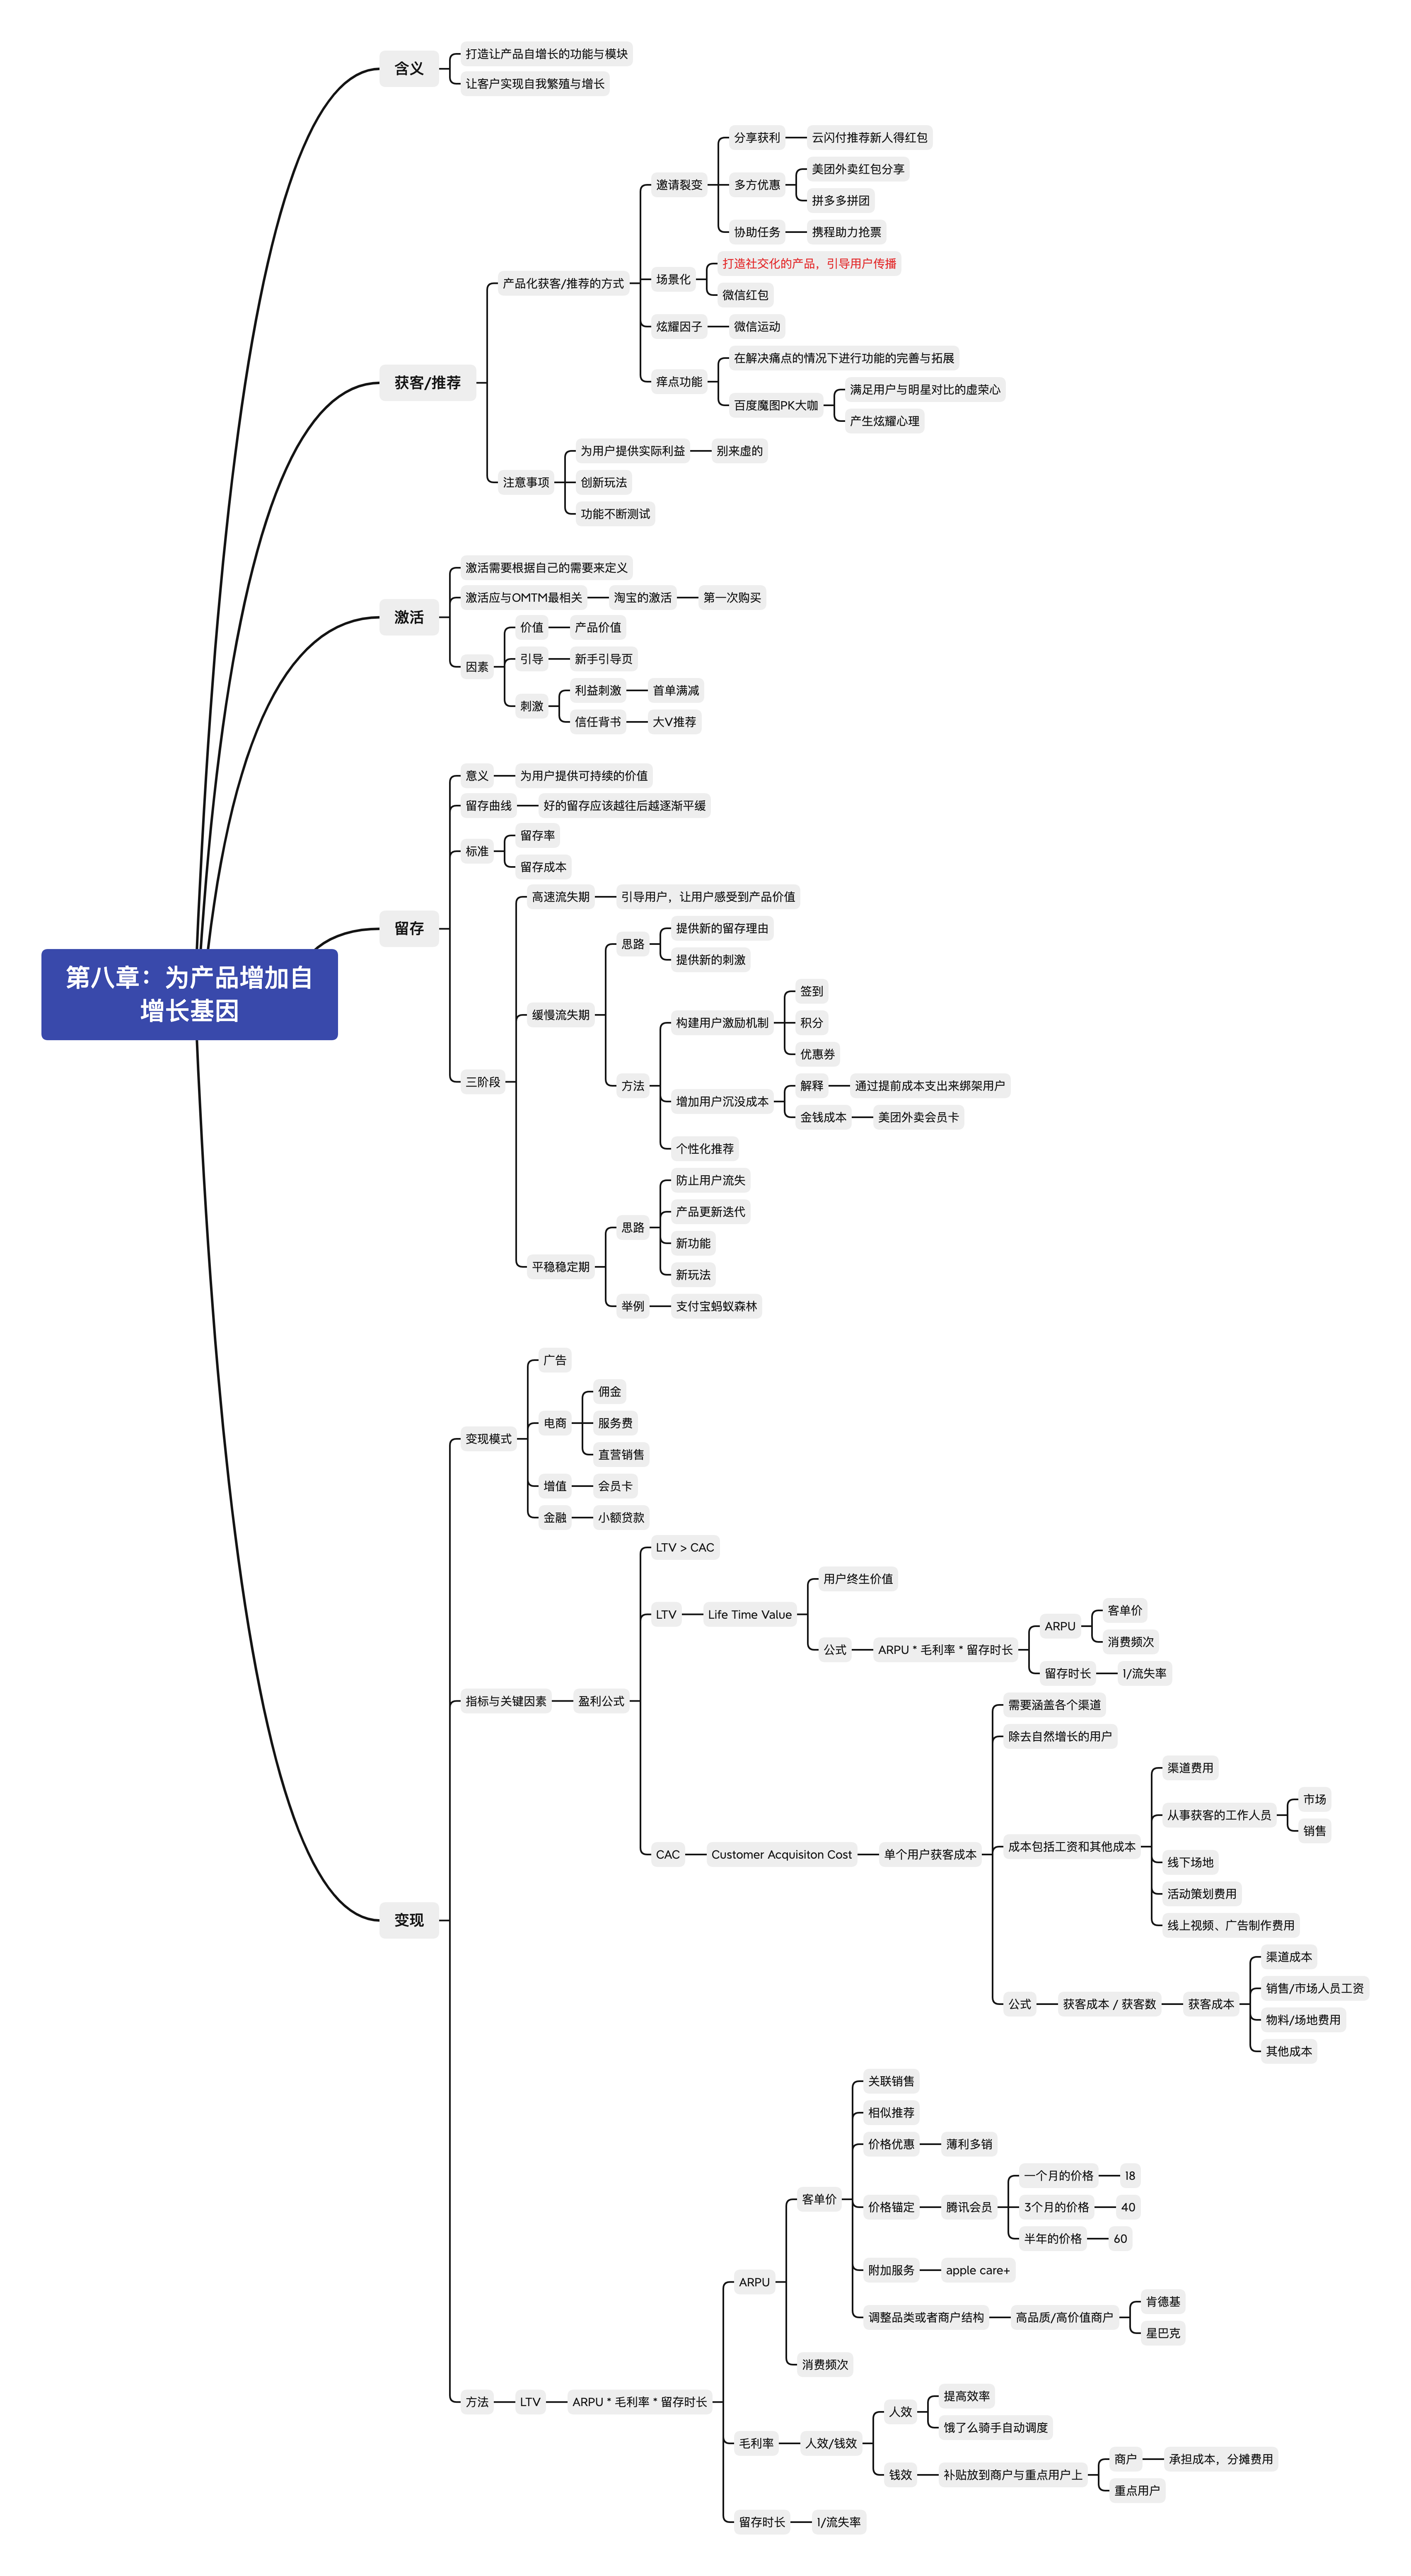 第八章：为产品增加自
增长基因
含义
打造让产品自增长的功能与模块
让客户实现自我繁殖与增长
获客/推荐
产品化获客/推荐的方式
邀请裂变
分享获利
云闪付推荐新人得红包
多方优惠
美团外卖红包分享
拼多多拼团
协助任务
携程助力抢票
场景化
打造社交化的产品，引导用户传播
微信红包
炫耀因子
微信运动
痒点功能
在解决痛点的情况下进行功能的完善与拓展
百度魔图PK大咖
满足用户与明星对比的虚荣心
产生炫耀心理
注意事项
为用户提供实际利益
别来虚的
创新玩法
功能不断测试
激活
激活需要根据自己的需要来定义
激活应与OMTM最相关
淘宝的激活
第一次购买
因素
价值
产品价值
引导
新手引导页
刺激
利益刺激
首单满减
信任背书
大V推荐
留存
意义
为用户提供可持续的价值
留存曲线
好的留存应该越往后越逐渐平缓
标准
留存率
留存成本
三阶段
高速流失期
引导用户，让用户感受到产品价值
缓慢流失期
思路
提供新的留存理由
提供新的刺激
方法
构建用户激励机制
签到
积分
优惠券
增加用户沉没成本
解释
通过提前成本支出来绑架用户
金钱成本
美团外卖会员卡
个性化推荐
平稳稳定期
思路
防止用户流失
产品更新迭代
新功能
新玩法
举例
支付宝蚂蚁森林
变现
变现模式
广告
电商
佣金
服务费
直营销售
增值
会员卡
金融
小额贷款
指标与关键因素
盈利公式
LTV > CAC
LTV
Life Time Value
用户终生价值
公式
ARPU * 毛利率 * 留存时长
ARPU
客单价
消费频次
留存时长
1/流失率
CAC
Customer Acquisiton Cost
单个用户获客成本
需要涵盖各个渠道
除去自然增长的用户
成本包括工资和其他成本
渠道费用
从事获客的工作人员
市场
销售
线下场地
活动策划费用
线上视频、广告制作费用
公式
获客成本 / 获客数
获客成本
渠道成本
销售/市场人员工资
物料/场地费用
其他成本
方法
LTV
ARPU * 毛利率 * 留存时长
ARPU
客单价
关联销售
相似推荐
价格优惠
薄利多销
价格锚定
腾讯会员
一个月的价格
18
3个月的价格
40
半年的价格
60
附加服务
apple care+
调整品类或者商户结构
高品质/高价值商户
肯德基
星巴克
消费频次
毛利率
人效/钱效
人效
提高效率
饿了么骑手自动调度
钱效
补贴放到商户与重点用户上
商户
承担成本，分摊费用
重点用户
留存时长
1/流失率